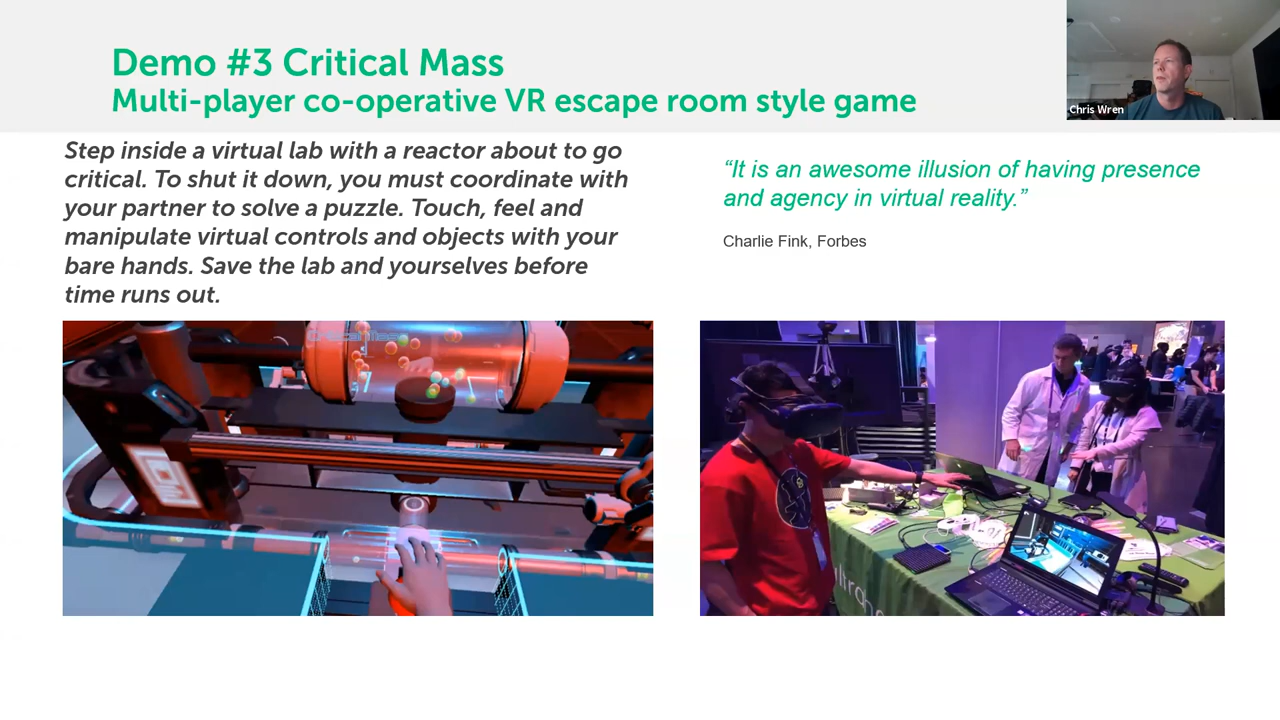 Demo #3 Critical Mass
Multi-player co-operative VR escape room style game
Chris Wren
Step inside a virtual lab with a reactor about to go
critical. To shut it down, you must coordinate with
your partner to solve a puzzle. Touch, feel and
manipulate virtual controls and objects with your
bare hands. Save the lab and yourselves before
time runs out.
“It is an awesome illusion of having presence
and agency in virtual reality.”
Charlie Fink, Forbes